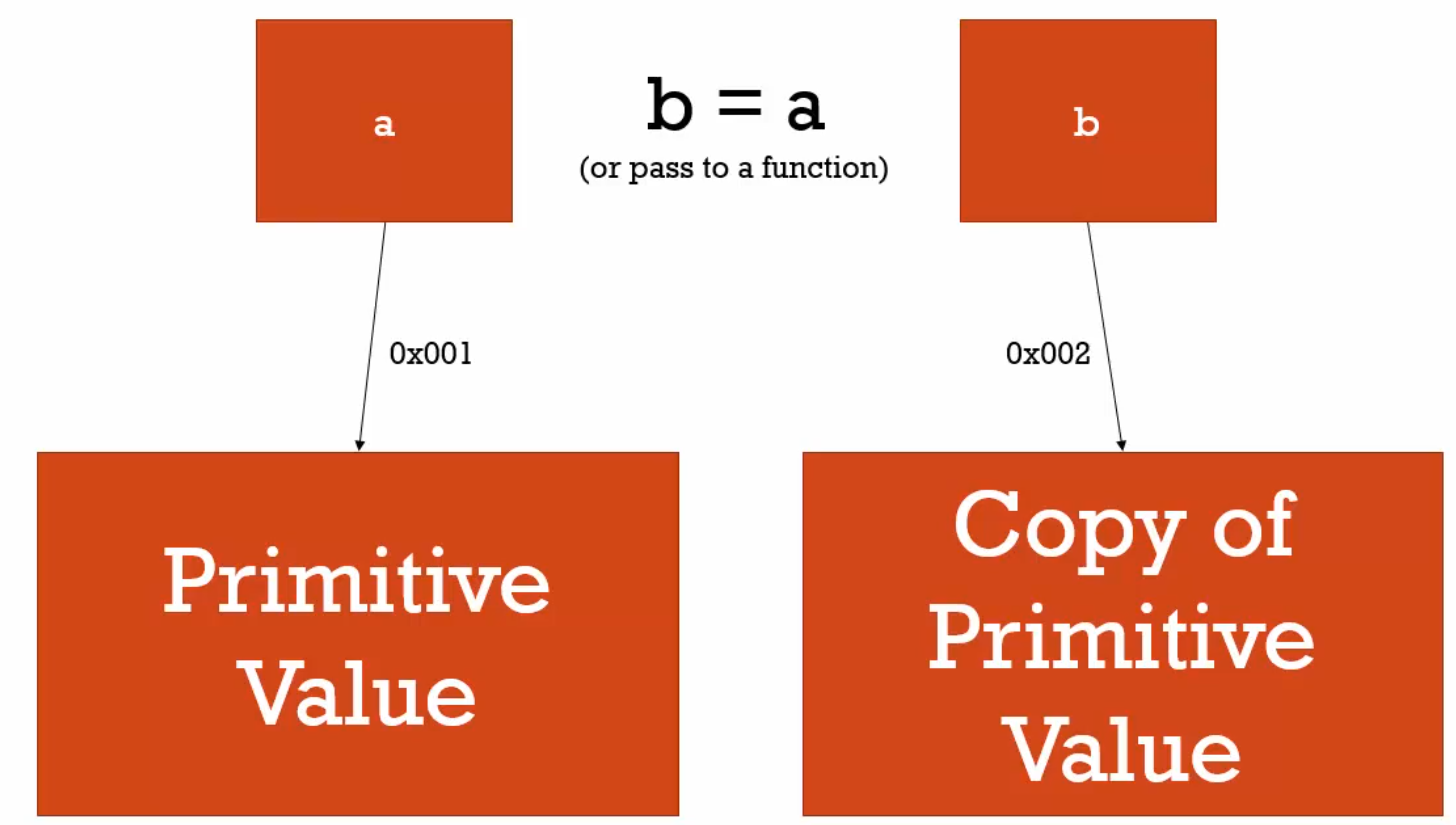 a
b = a
(or pass to a function)
b
0x001
0x002
Primitive
Value
Copy of
Primitive
Value